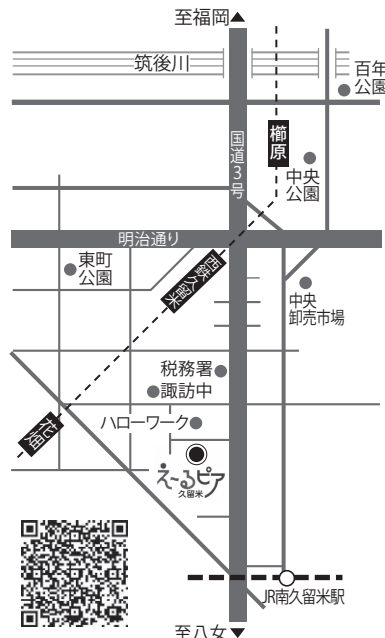 至福岡▲
筑後川
百年
公園
国道3号
櫛原
中央
公園
明治通り
東町
公園
西鉄久留米
中央
卸売市場
税務署
諏訪中
ハローワーク
花畑
えーるピア
久留米
JR南久留米駅
至八女▼